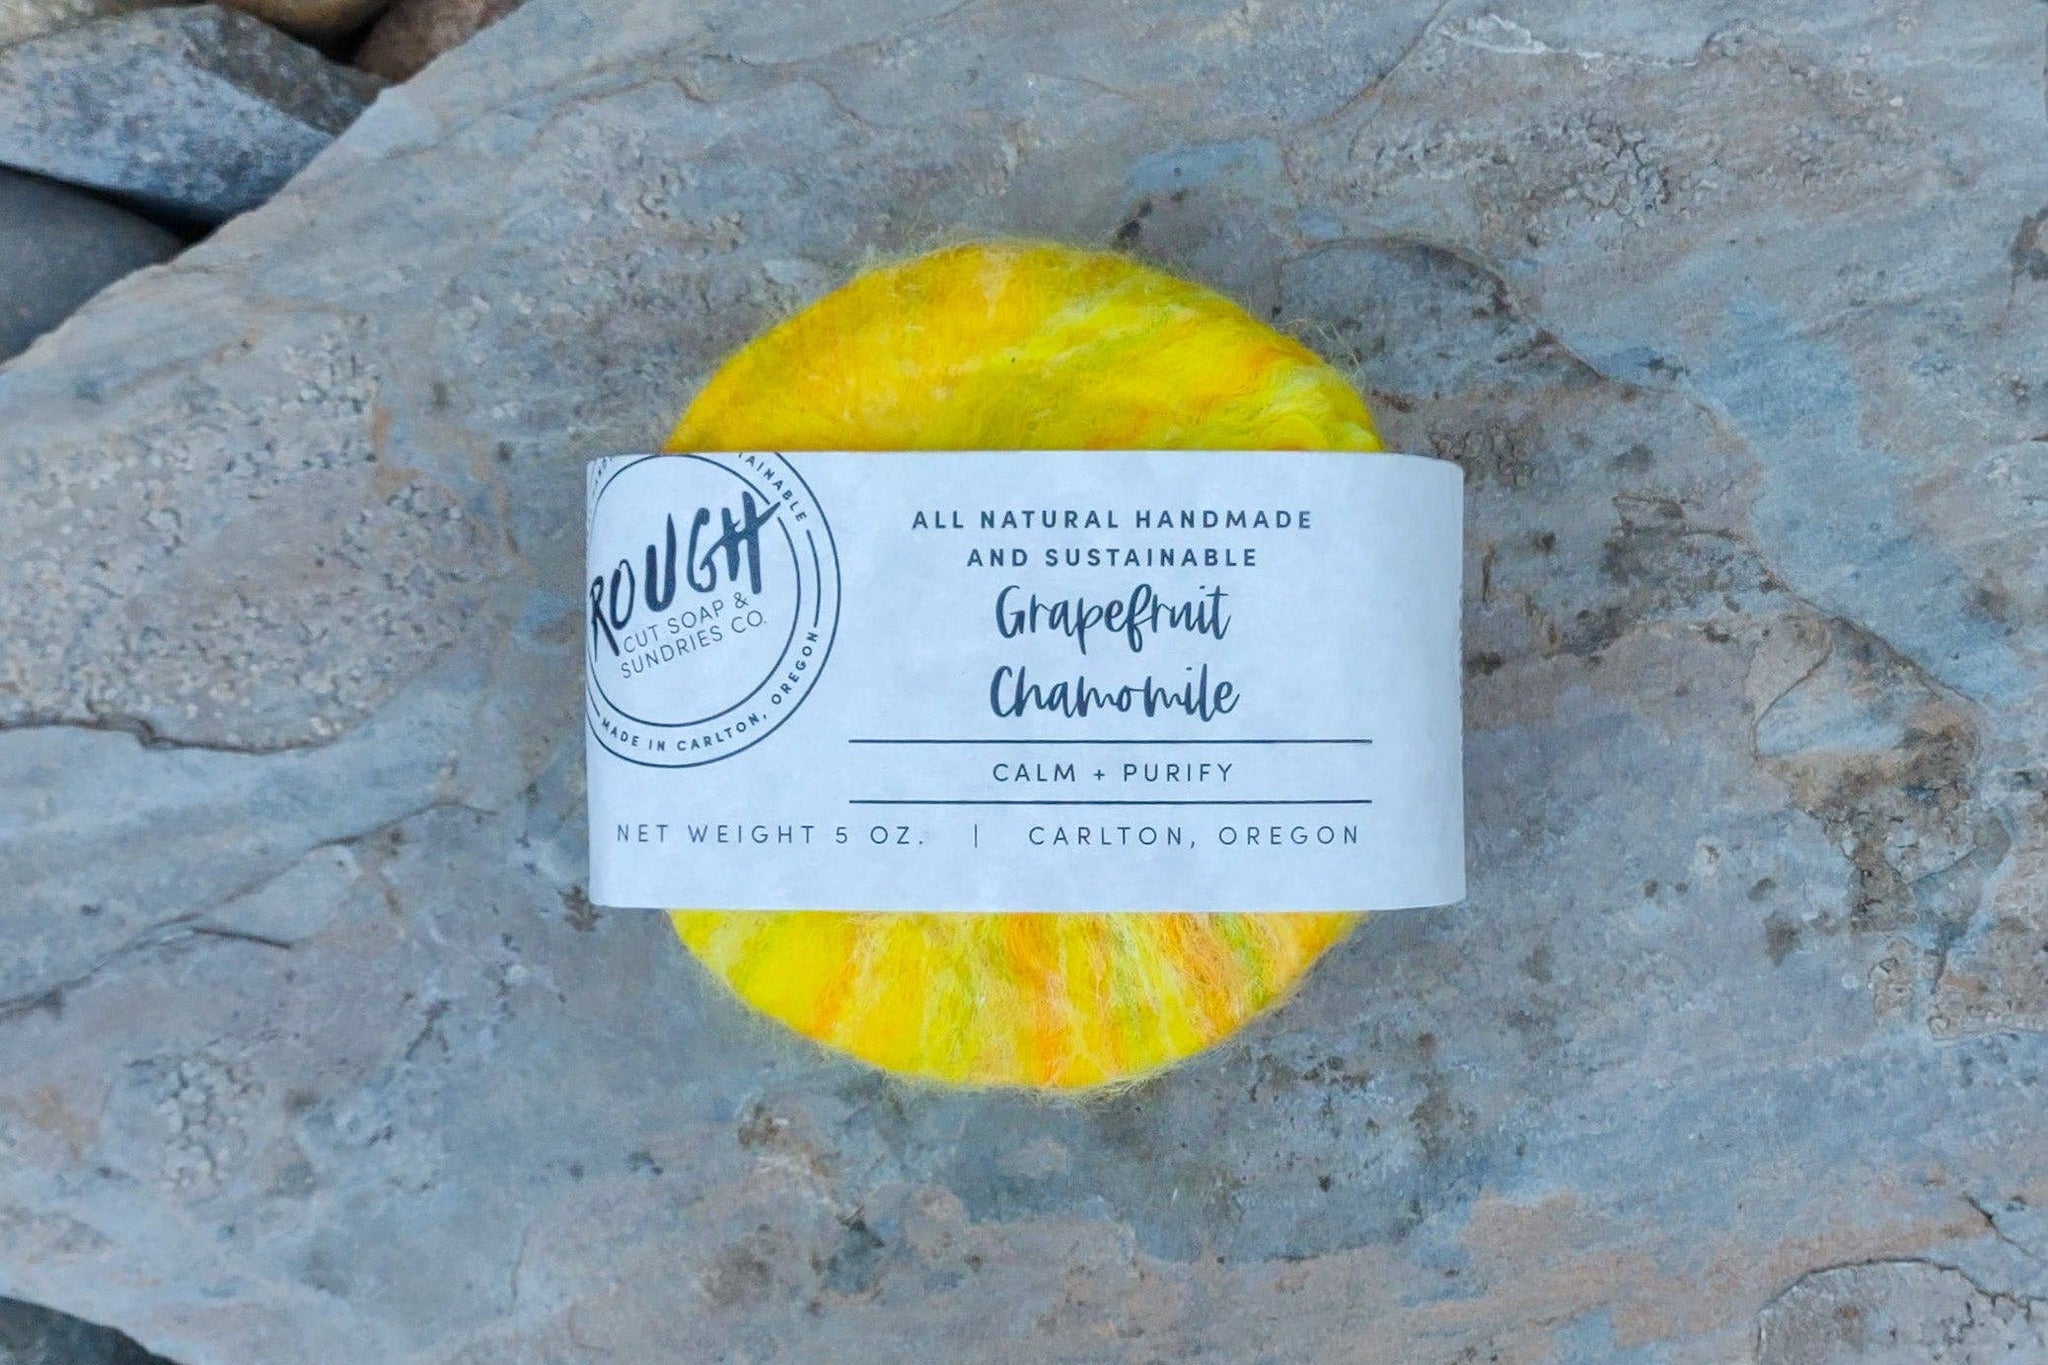 TAINABLE
ROUGH
CUT SOAP &
SUNDRIES CO.
MADE IN CARLTON, OREGON
ALL NATURAL HANDMADE
AND SUSTAINABLE
Grapefruit
Chamomile
CALM + PURIFY
NET WEIGHT 5 OZ. | CARLTON, OREGON